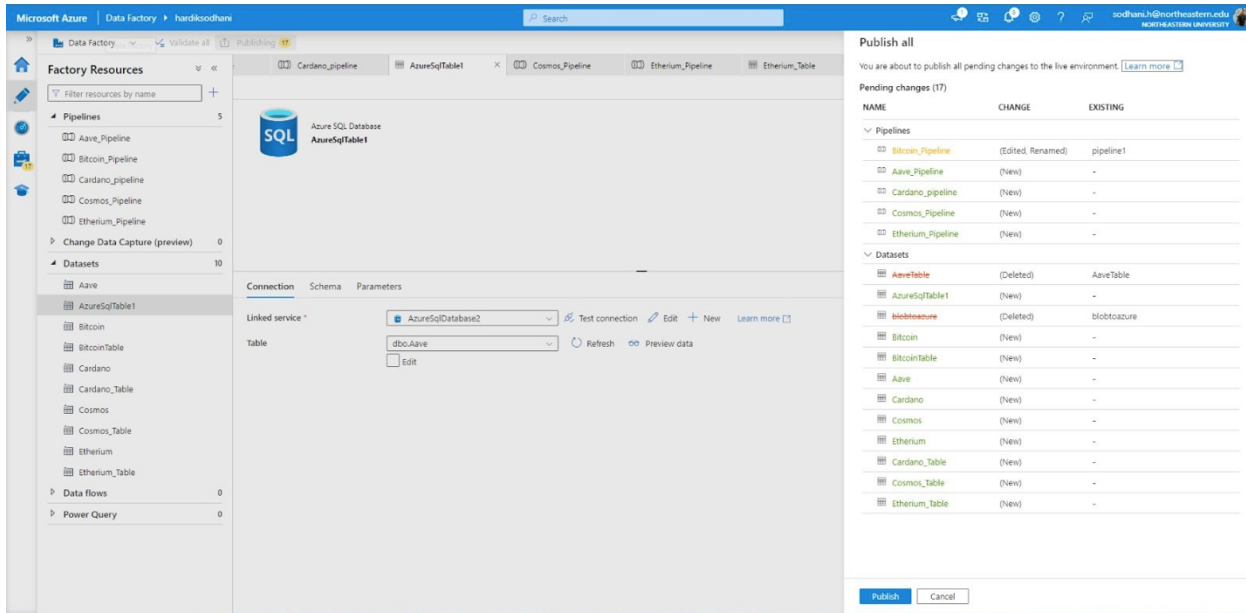 Microsoft Azure | Data Factory ▸ hardiksodhani
Search
sodhani.h@northeastern.edu
NORTHEASTERN UNIVERSITY
Data Factory Validate all Publishing 17
Factory Resources
Filter resources by name
Pipelines 5
Aave_Pipeline
Bitcoin_Pipeline
Cardano_pipeline
Cosmos_Pipeline
Etherium_Pipeline
Change Data Capture (preview) 0
Datasets 10
Aave
AzureSqlTable1
Bitcoin
BitcoinTable
Cardano
Cardano_Table
Cosmos
Cosmos_Table
Etherium
Etherium_Table
Data flows 0
Power Query 0
17
Cardano_pipeline AzureSqlTable1 Cosmos_Pipeline Etherium_Pipeline Etherium_Table
SQL
Azure SQL Database
AzureSqlTable1
Connection Schema Parameters
Linked service * AzureSqlDatabase2 Test connection Edit New Learn more
Table dbo.Aave Refresh Preview data
Edit
Publish all
You are about to publish all pending changes to the live environment. Learn more
Pending changes (17)
NAME CHANGE EXISTING
Pipelines
Bitcoin_Pipeline (Edited, Renamed) pipeline1
Aave_Pipeline (New) -
Cardano_pipeline (New) -
Cosmos_Pipeline (New) -
Etherium_Pipeline (New) -
Datasets
AaveTable (Deleted) AaveTable
AzureSqlTable1 (New) -
blobtoazure (Deleted) blobtoazure
Bitcoin (New) -
BitcoinTable (New) -
Aave (New) -
Cardano (New) -
Cosmos (New) -
Etherium (New) -
Cardano_Table (New) -
Cosmos_Table (New) -
Etherium_Table (New) -
Publish Cancel